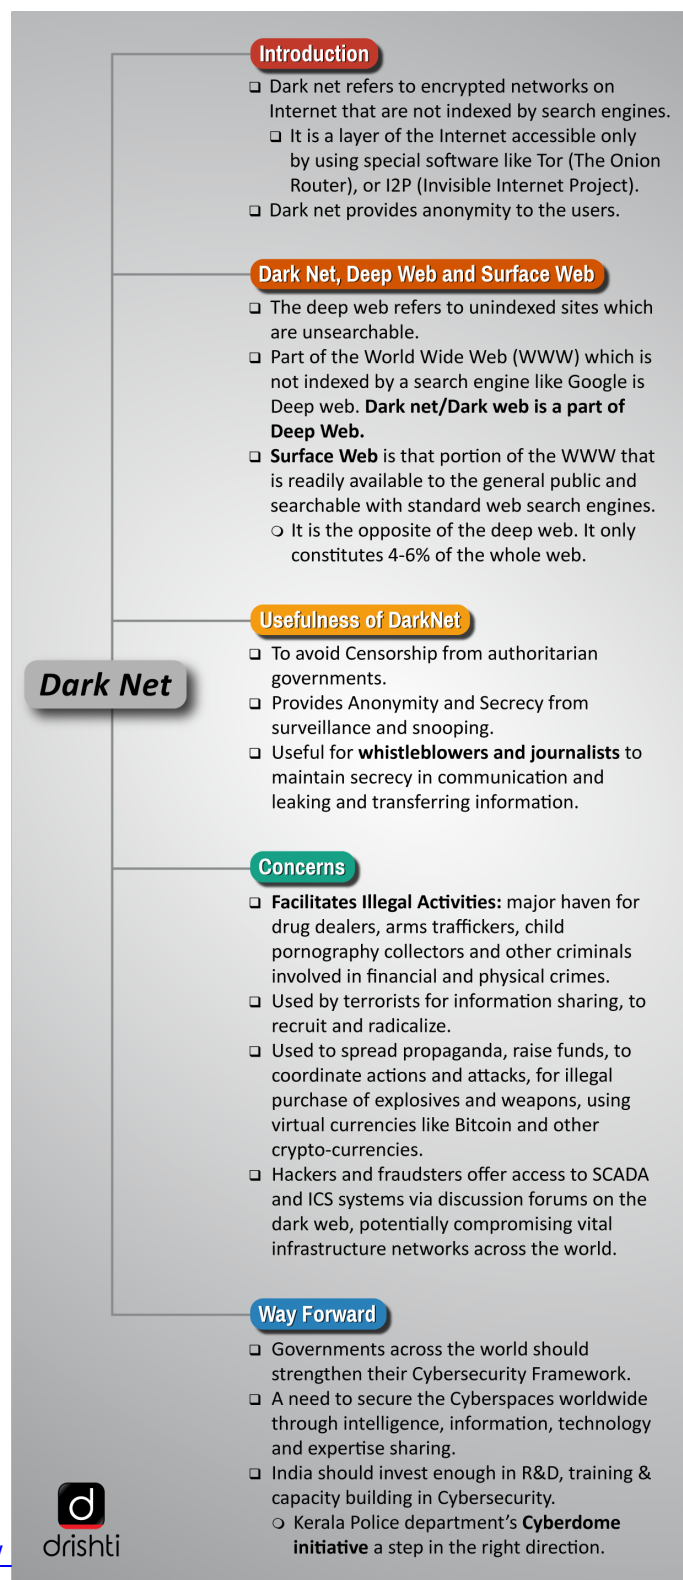 Introduction
❑ Dark net refers to encrypted networks on
Internet that are not indexed by search engines.
❑ It is a layer of the Internet accessible only
by using special software like Tor (The Onion
Router), or I2P (Invisible Internet Project).
❑ Dark net provides anonymity to the users.
Dark Net, Deep Web and Surface Web
❑ The deep web refers to unindexed sites which
are unsearchable.
❑ Part of the World Wide Web (WWW) which is
not indexed by a search engine like Google is
Deep web. Dark net/Dark web is a part of
Deep Web.
❑ Surface Web is that portion of the WWW that
is readily available to the general public and
searchable with standard web search engines.
❍ It is the opposite of the deep web. It only
constitutes 4-6% of the whole web.
Usefulness of DarkNet
❑ To avoid Censorship from authoritarian
governments.
Dark Net
❑ Provides Anonymity and Secrecy from
surveillance and snooping.
❑ Useful for whistleblowers and journalists to
maintain secrecy in communication and
leaking and transferring information.
Concerns
❑ Facilitates Illegal Activities: major haven for
drug dealers, arms traffickers, child
pornography collectors and other criminals
involved in financial and physical crimes.
❑ Used by terrorists for information sharing, to
recruit and radicalize.
❑ Used to spread propaganda, raise funds, to
coordinate actions and attacks, for illegal
purchase of explosives and weapons, using
virtual currencies like Bitcoin and other
crypto-currencies.
❑ Hackers and fraudsters offer access to SCADA
and ICS systems via discussion forums on the
dark web, potentially compromising vital
infrastructure networks across the world.
Way Forward
❑ Governments across the world should
strengthen their Cybersecurity Framework.
❑ A need to secure the Cyberspaces worldwide
through intelligence, information, technology
and expertise sharing.
❑ India should invest enough in R&D, training &
capacity building in Cybersecurity.
❍ Kerala Police department's Cyberdome
initiative a step in the right direction.
d
drishti